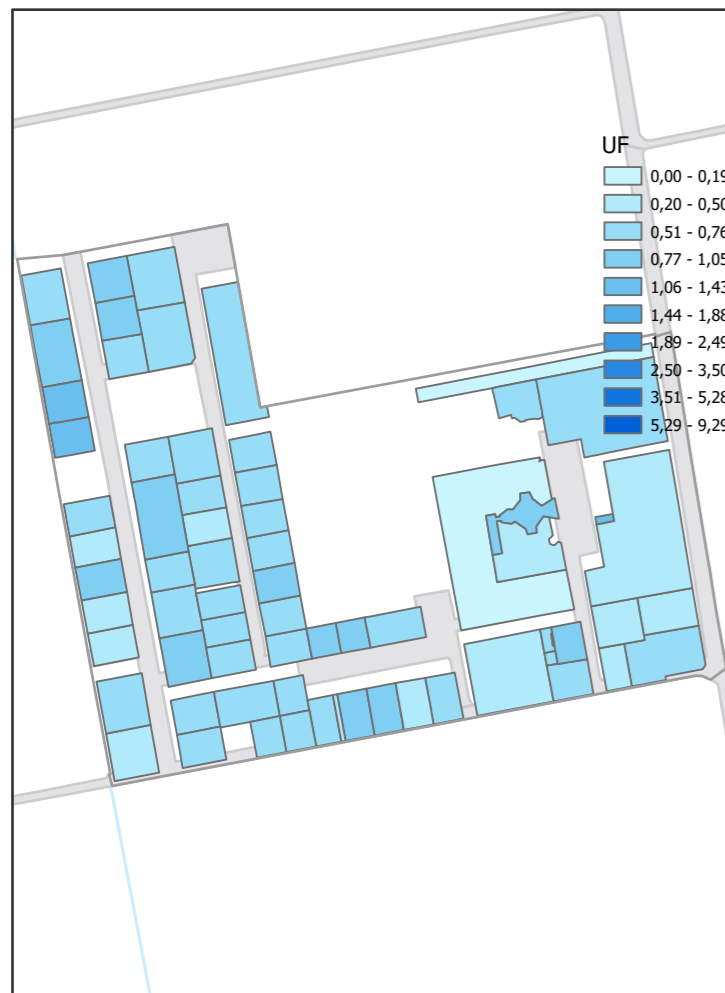 UF
0,00 - 0,19
0,20 - 0,50
0,51 - 0,76
0,77 - 1,05
1,06 - 1,43
1,44 - 1,88
1,89 - 2,49
2,50 - 3,50
3,51 - 5,28
5,29 - 9,29